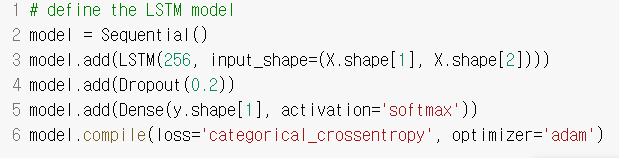 1 # define the LSTM model
2 model = Sequential()
3 model.add(LSTM(256, input_shape=(X.shape[1], X.shape[2])))
4 model.add(Dropout(0.2))
5 model.add(Dense(y.shape[1], activation='softmax'))
6 model.compile(loss='categorical_crossentropy', optimizer='adam')